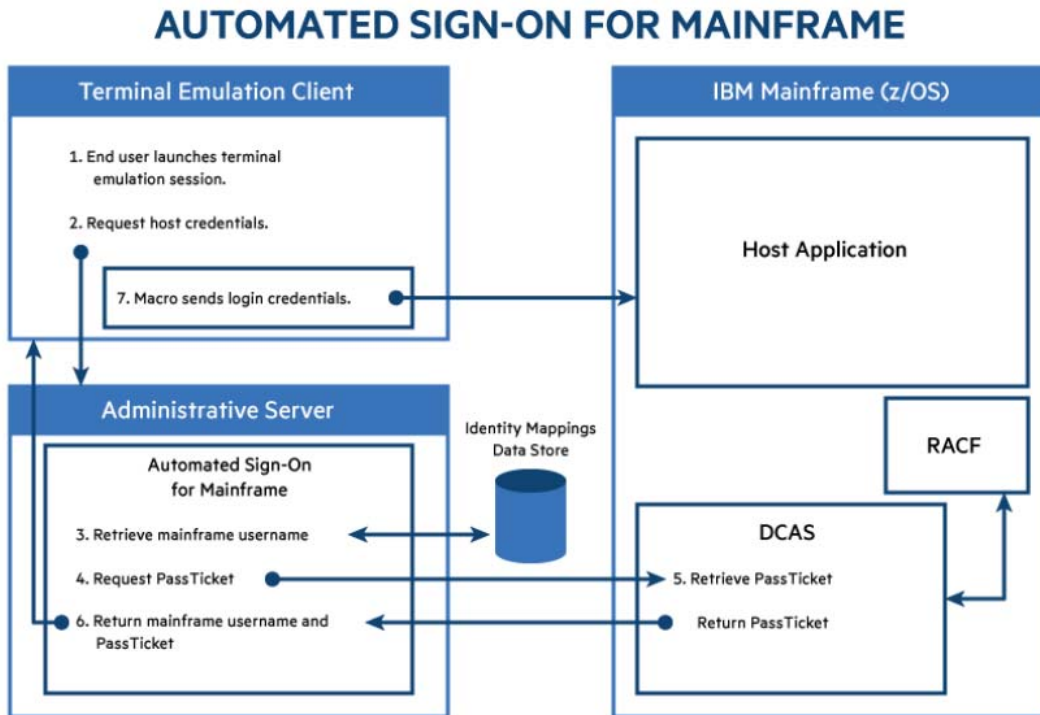 AUTOMATED SIGN-ON FOR MAINFRAME
Terminal Emulation Client
1. End user launches terminal
emulation session.
2. Request host credentials.
7. Macro sends login credentials.
IBM Mainframe (z/OS)
Host Application
Administrative Server
Automated Sign-On
for Mainframe
3. Retrieve mainframe username
4. Request PassTicket
6. Return mainframe username and
PassTicket
Identity Mappings
Data Store
RACF
DCAS
5. Retrieve PassTicket
Return PassTicket